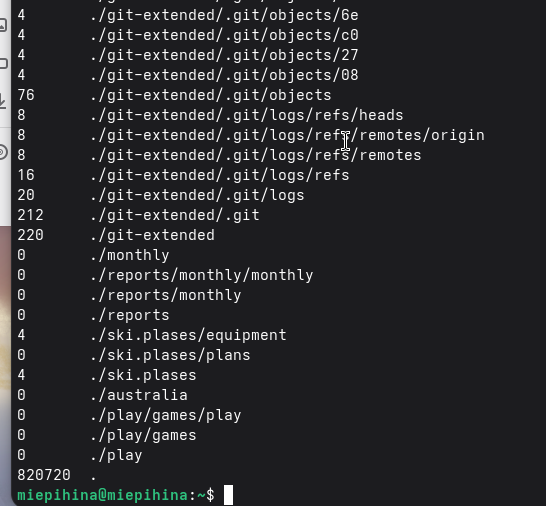 4 ./git-extended/.git/objects/6e
4 ./git-extended/.git/objects/c0
4 ./git-extended/.git/objects/27
4 ./git-extended/.git/objects/08
76 ./git-extended/.git/objects
8 ./git-extended/.git/logs/refs/heads
8 ./git-extended/.git/logs/refs/remotes/origin
8 ./git-extended/.git/logs/refs/remotes
16 ./git-extended/.git/logs/refs
20 ./git-extended/.git/logs
212 ./git-extended/.git
220 ./git-extended
0 ./monthly
0 ./reports/monthly/monthly
0 ./reports/monthly
0 ./reports
4 ./ski.plases/equipment
0 ./ski.plases/plans
4 ./ski.plases
0 ./australia
0 ./play/games/play
0 ./play/games
0 ./play
820720 .
miepihina@miepihina:~$